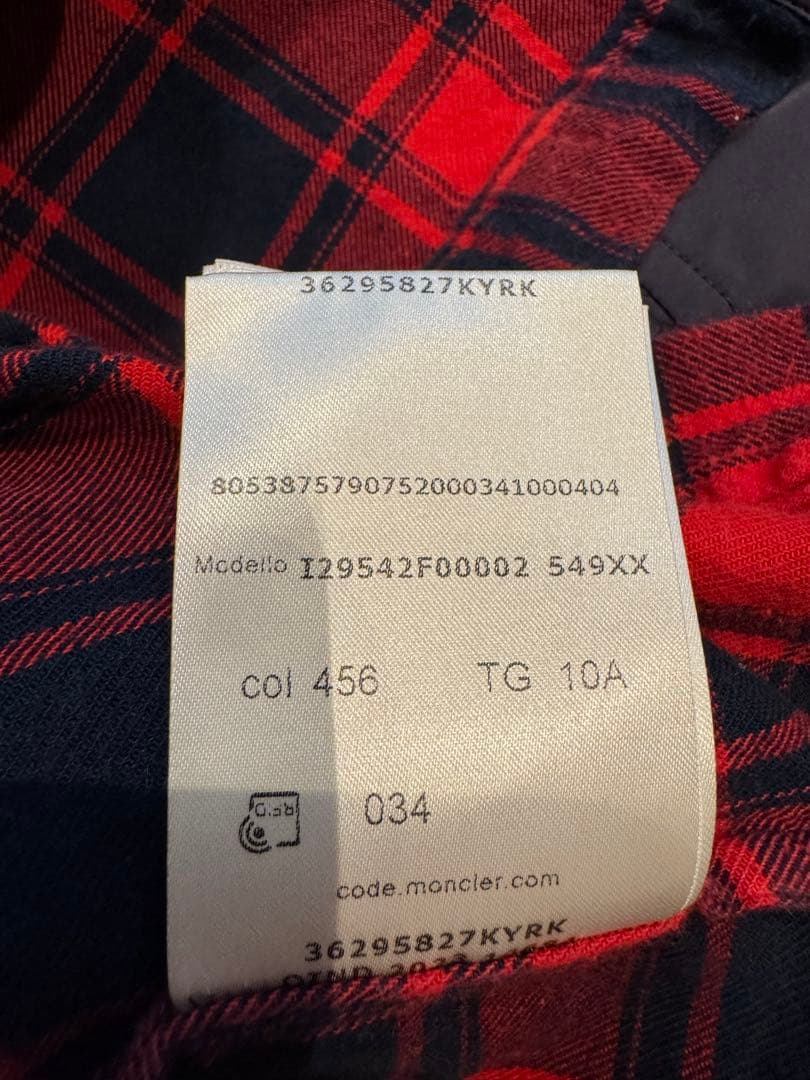 36295827KYRK
8053875790752000341000404
Modello I29542F00002 549XX
col 456 TG 10A
R.F.D
034
code.moncler.com
36295827KYRK